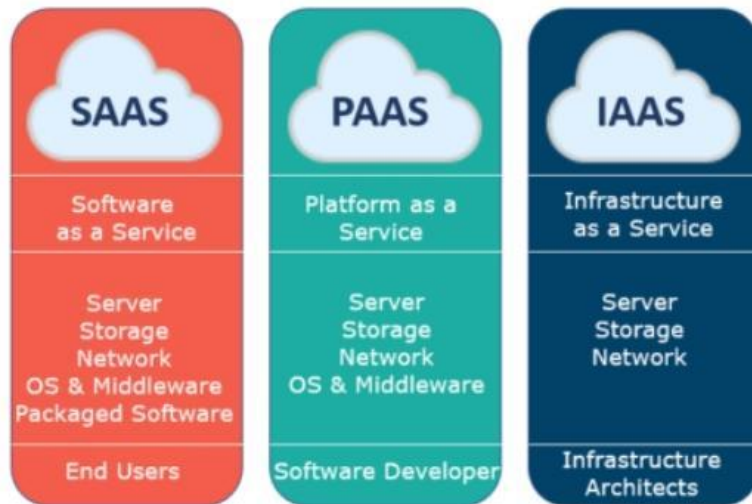 SAAS
Software
as a Service
Server
Storage
Network
OS & Middleware
Packaged Software
End Users
PAAS
Platform as a
Service
Server
Storage
Network
OS & Middleware
Software Developer
IAAS
Infrastructure
as a Service
Server
Storage
Network
Infrastructure
Architects